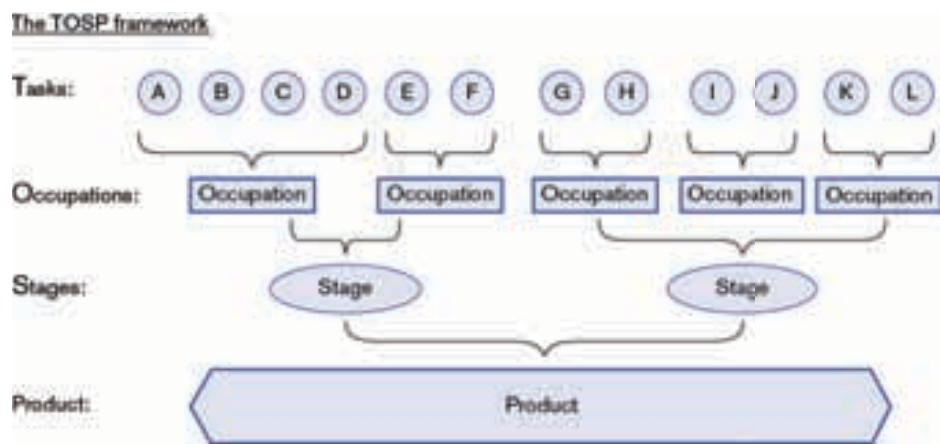 The TOSP framework
Tasks: A B C D E F G H I J K L
Occupations: Occupation Occupation Occupation Occupation Occupation
Stages: Stage Stage
Product: Product